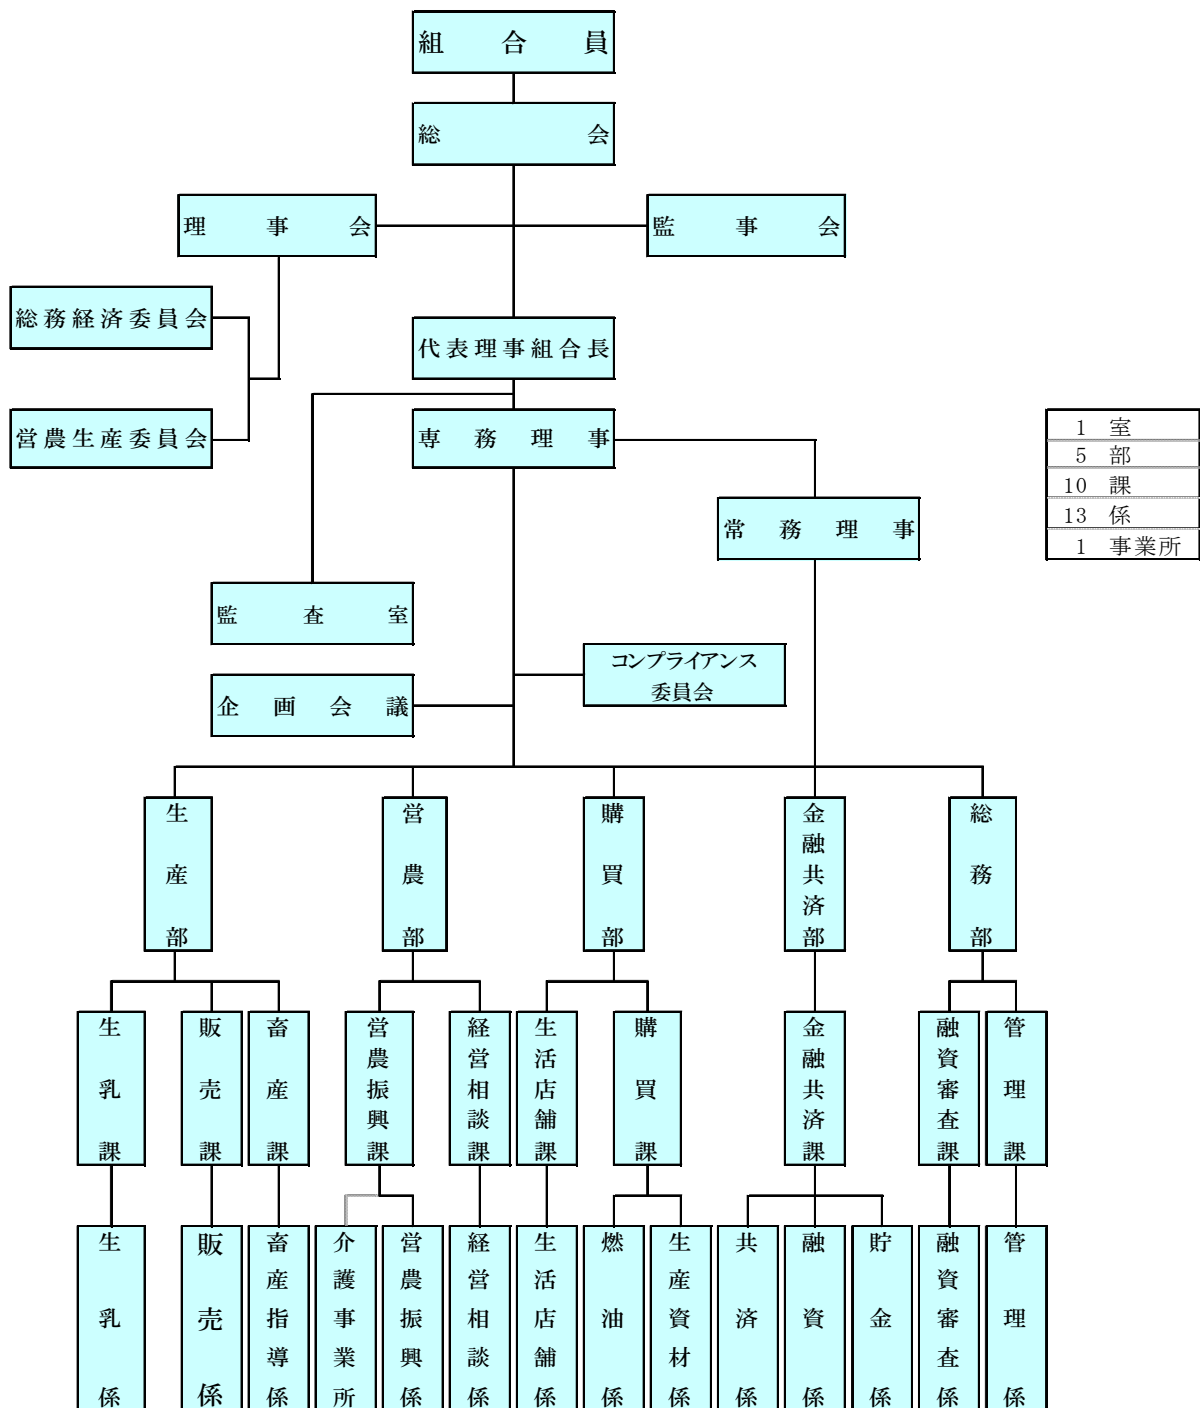 組合員
総会
理事会
監事会
総務経済委員会
代表理事組合長
営農生産委員会
専務理事
1 室
5 部
10 課
13 係
1 事業所
常務理事
監査室
コンプライアンス
委員会
企画会議
生産部
営農部
購買部
金融共済部
総務部
生乳課
販売課
畜産課
営農振興課
経営相談課
生活店舗課
購買課
金融共済課
融資審査課
管理課
生乳係
販売係
畜産指導係
介護事業所
営農振興係
経営相談係
生活店舗係
燃油係
生産資材係
共済係
融資係
貯金係
融資審査係
管理係